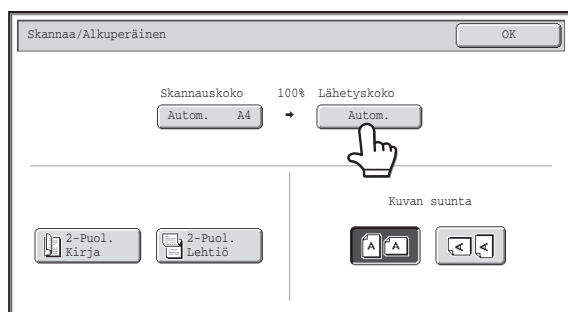 Skannaa/Alkuperäinen OK
Skannauskoko 100% Lähetyskoko
Autom. A4 Autom.
Kuvan suunta
2-Puol. 2-Puol.
Kirja Lehtiö
A A A A